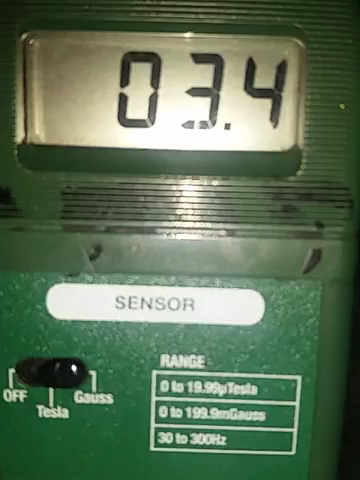 03.4
SENSOR
RANGE
0 to 19.99µTesla
0 to 199.9mGauss
30 to 300Hz
OFF
Tesla
Gauss